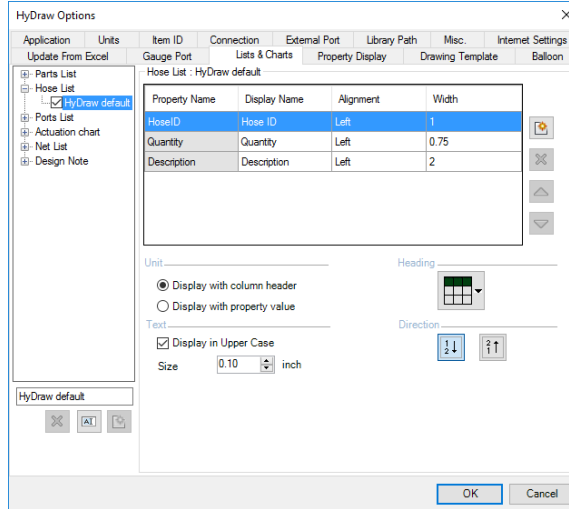 HyDraw Options
Application Units Item ID Connection External Port Library Path Misc. Internet Settings
Update From Excel Gauge Port Lists & Charts Property Display Drawing Template Balloon
Parts List
Hose List
HyDraw default
Ports List
Actuation chart
Net List
Design Note
HyDraw default
Hose List : HyDraw default
Property Name Display Name Alignment Width
HoseID Hose ID Left 1
Quantity Quantity Left 0.75
Description Description Left 2
Unit Heading
Display with column header
Display with property value
Text Direction
Display in Upper Case
Size 0.10 inch
OK Cancel